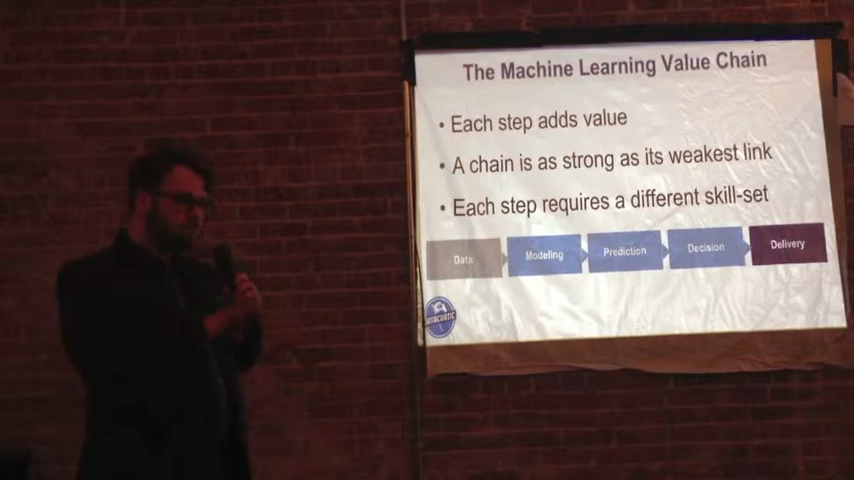 The Machine Learning Value Chain
• Each step adds value
• A chain is as strong as its weakest link
• Each step requires a different skill-set
Data
Modeling
Prediction
Decision
Delivery
DATACRATIC